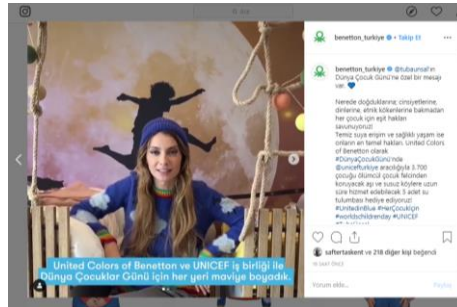 benetton_turkiye • Takip Et
benetton_turkiye @tubaunsal'ın
Dünya Çocuk Günü'ne özel bir mesajı
var. 💙
Nerede doğduklarına; cinsiyetlerine,
dinlerine, etnik kökenlerine bakmadan
her çocuk için eşit hakları
savunuyoruz!
Temiz suya erişim ve sağlıklı yaşam ise
onların en temel hakları. United Colors
of Benetton olarak
#DünyaÇocukGünü'nde
@unicefturkiye aracılığıyla 3.700
çocuğu ölümcül çocuk felcinden
koruyacak aşı ve susuz köylere uzun
süre hizmet edebilecek 5 adet su
tulumbası hediye ediyoruz!
#UnitedinBlue #HerÇocukİçin
#worldschildrenday #UNICEF
saftertaskent ve 218 diğer kişi beğendi
Yorum ekle...
Paylaş
United Colors of Benetton ve UNICEF iş birliği ile
Dünya Çocuklar Günü için her yeri maviye boyadık.